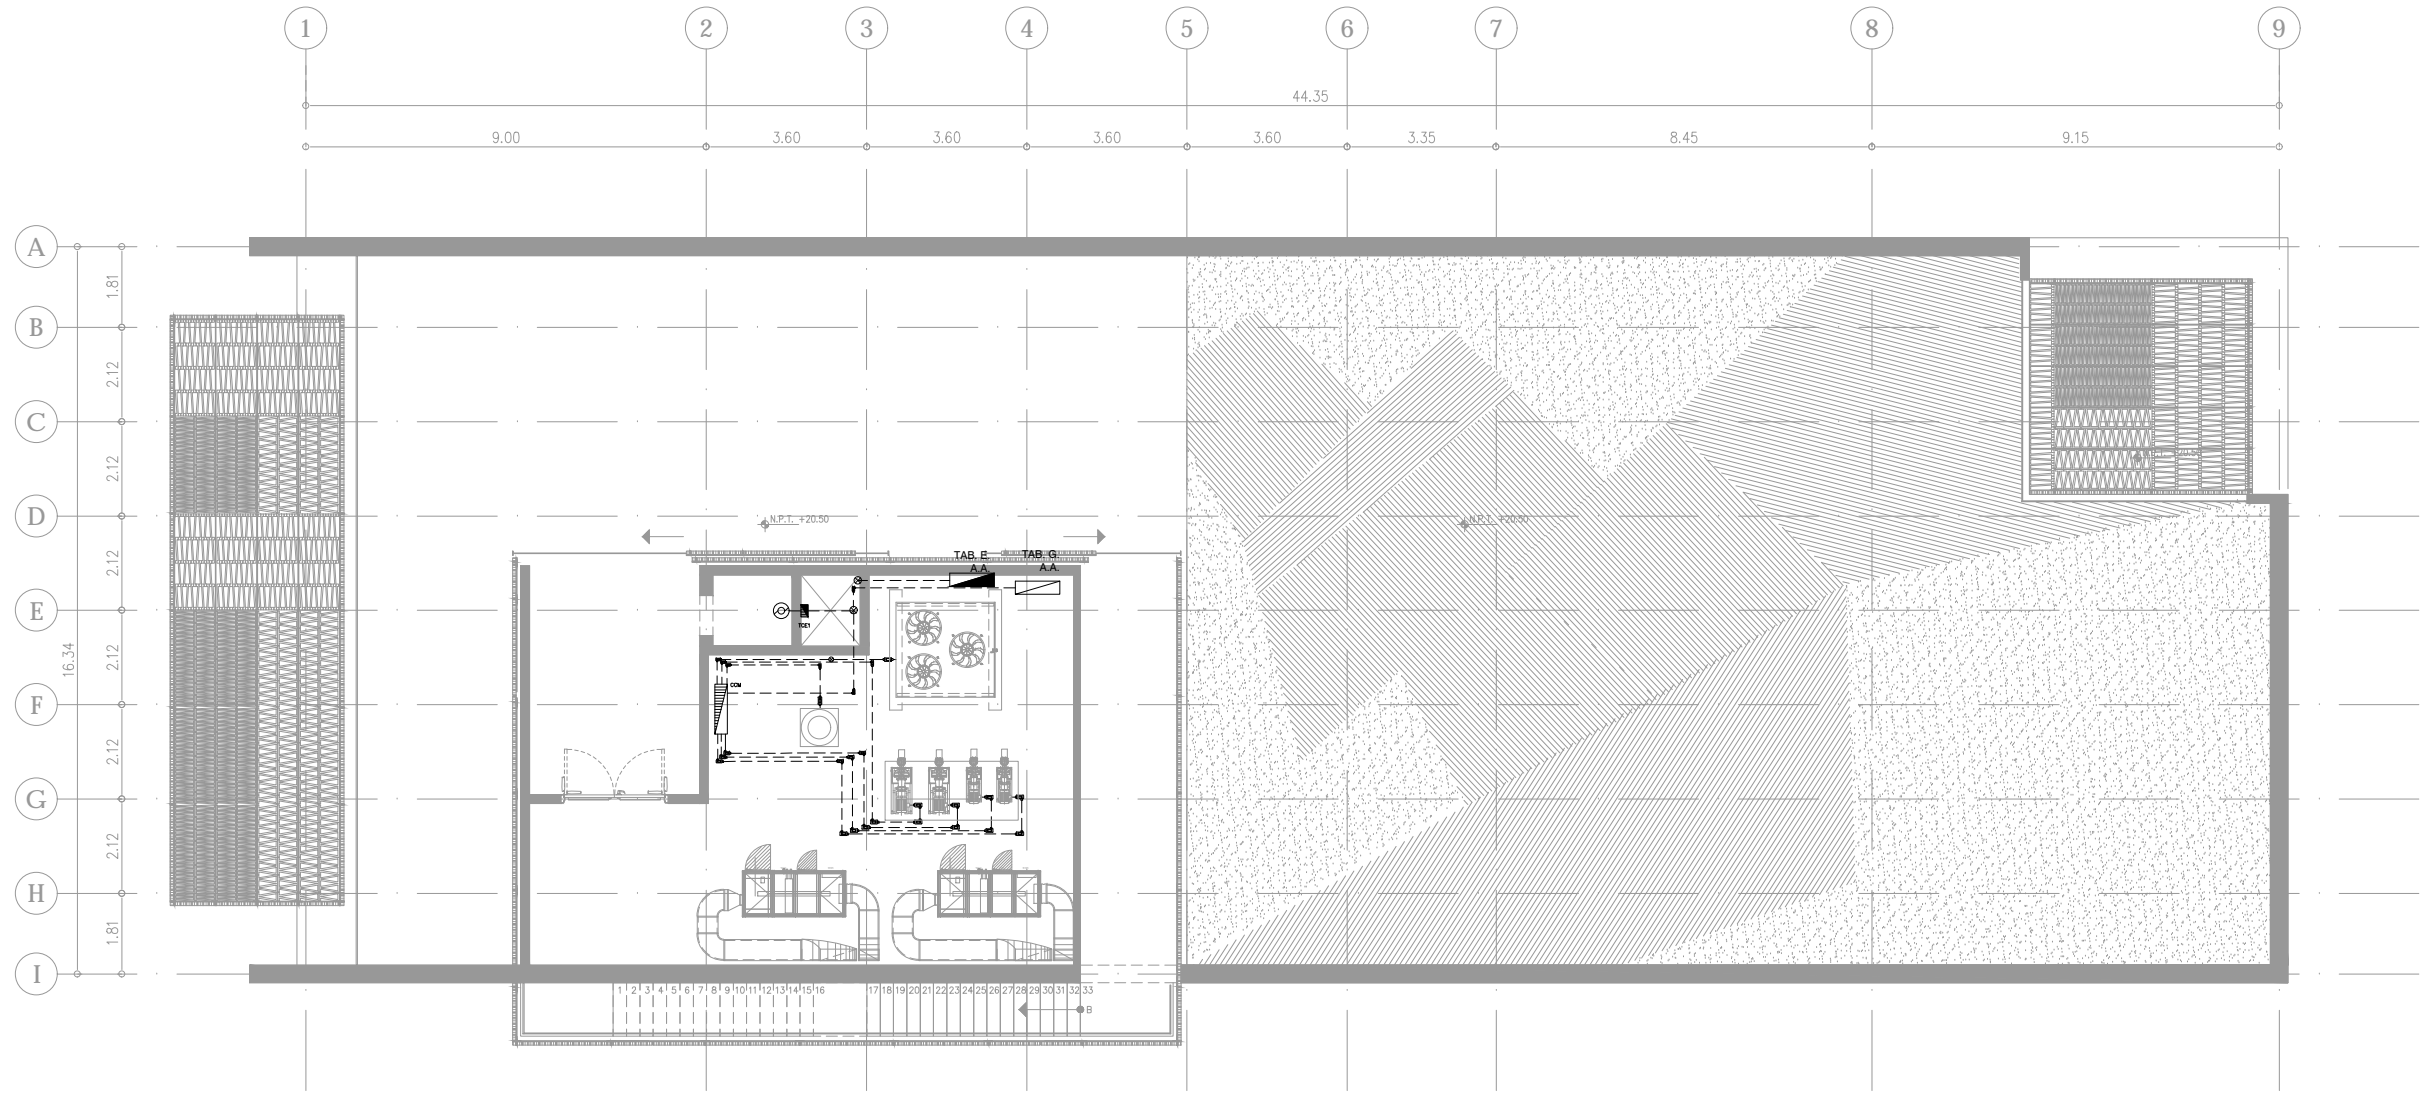 1 2 3 4 5 6 7 8 9
44.35
9.00 3.60 3.60 3.60 3.60 3.35 8.45 9.15
A
1.81
B
2.12
C
2.12
D
2.12
E
2.12
F
2.12
G
2.12
H
1.81
I
16.34
N.P.T. +20.50
N.P.T. +20.50
TAB. E.
A.A.
TAB. G.
A.A.
TCE1
CCM
1 2 3 4 5 6 7 8 9 10 11 12 13 14 15 16 17 18 19 20 21 22 23 24 25 26 27 28 29 30 31 32 33
B